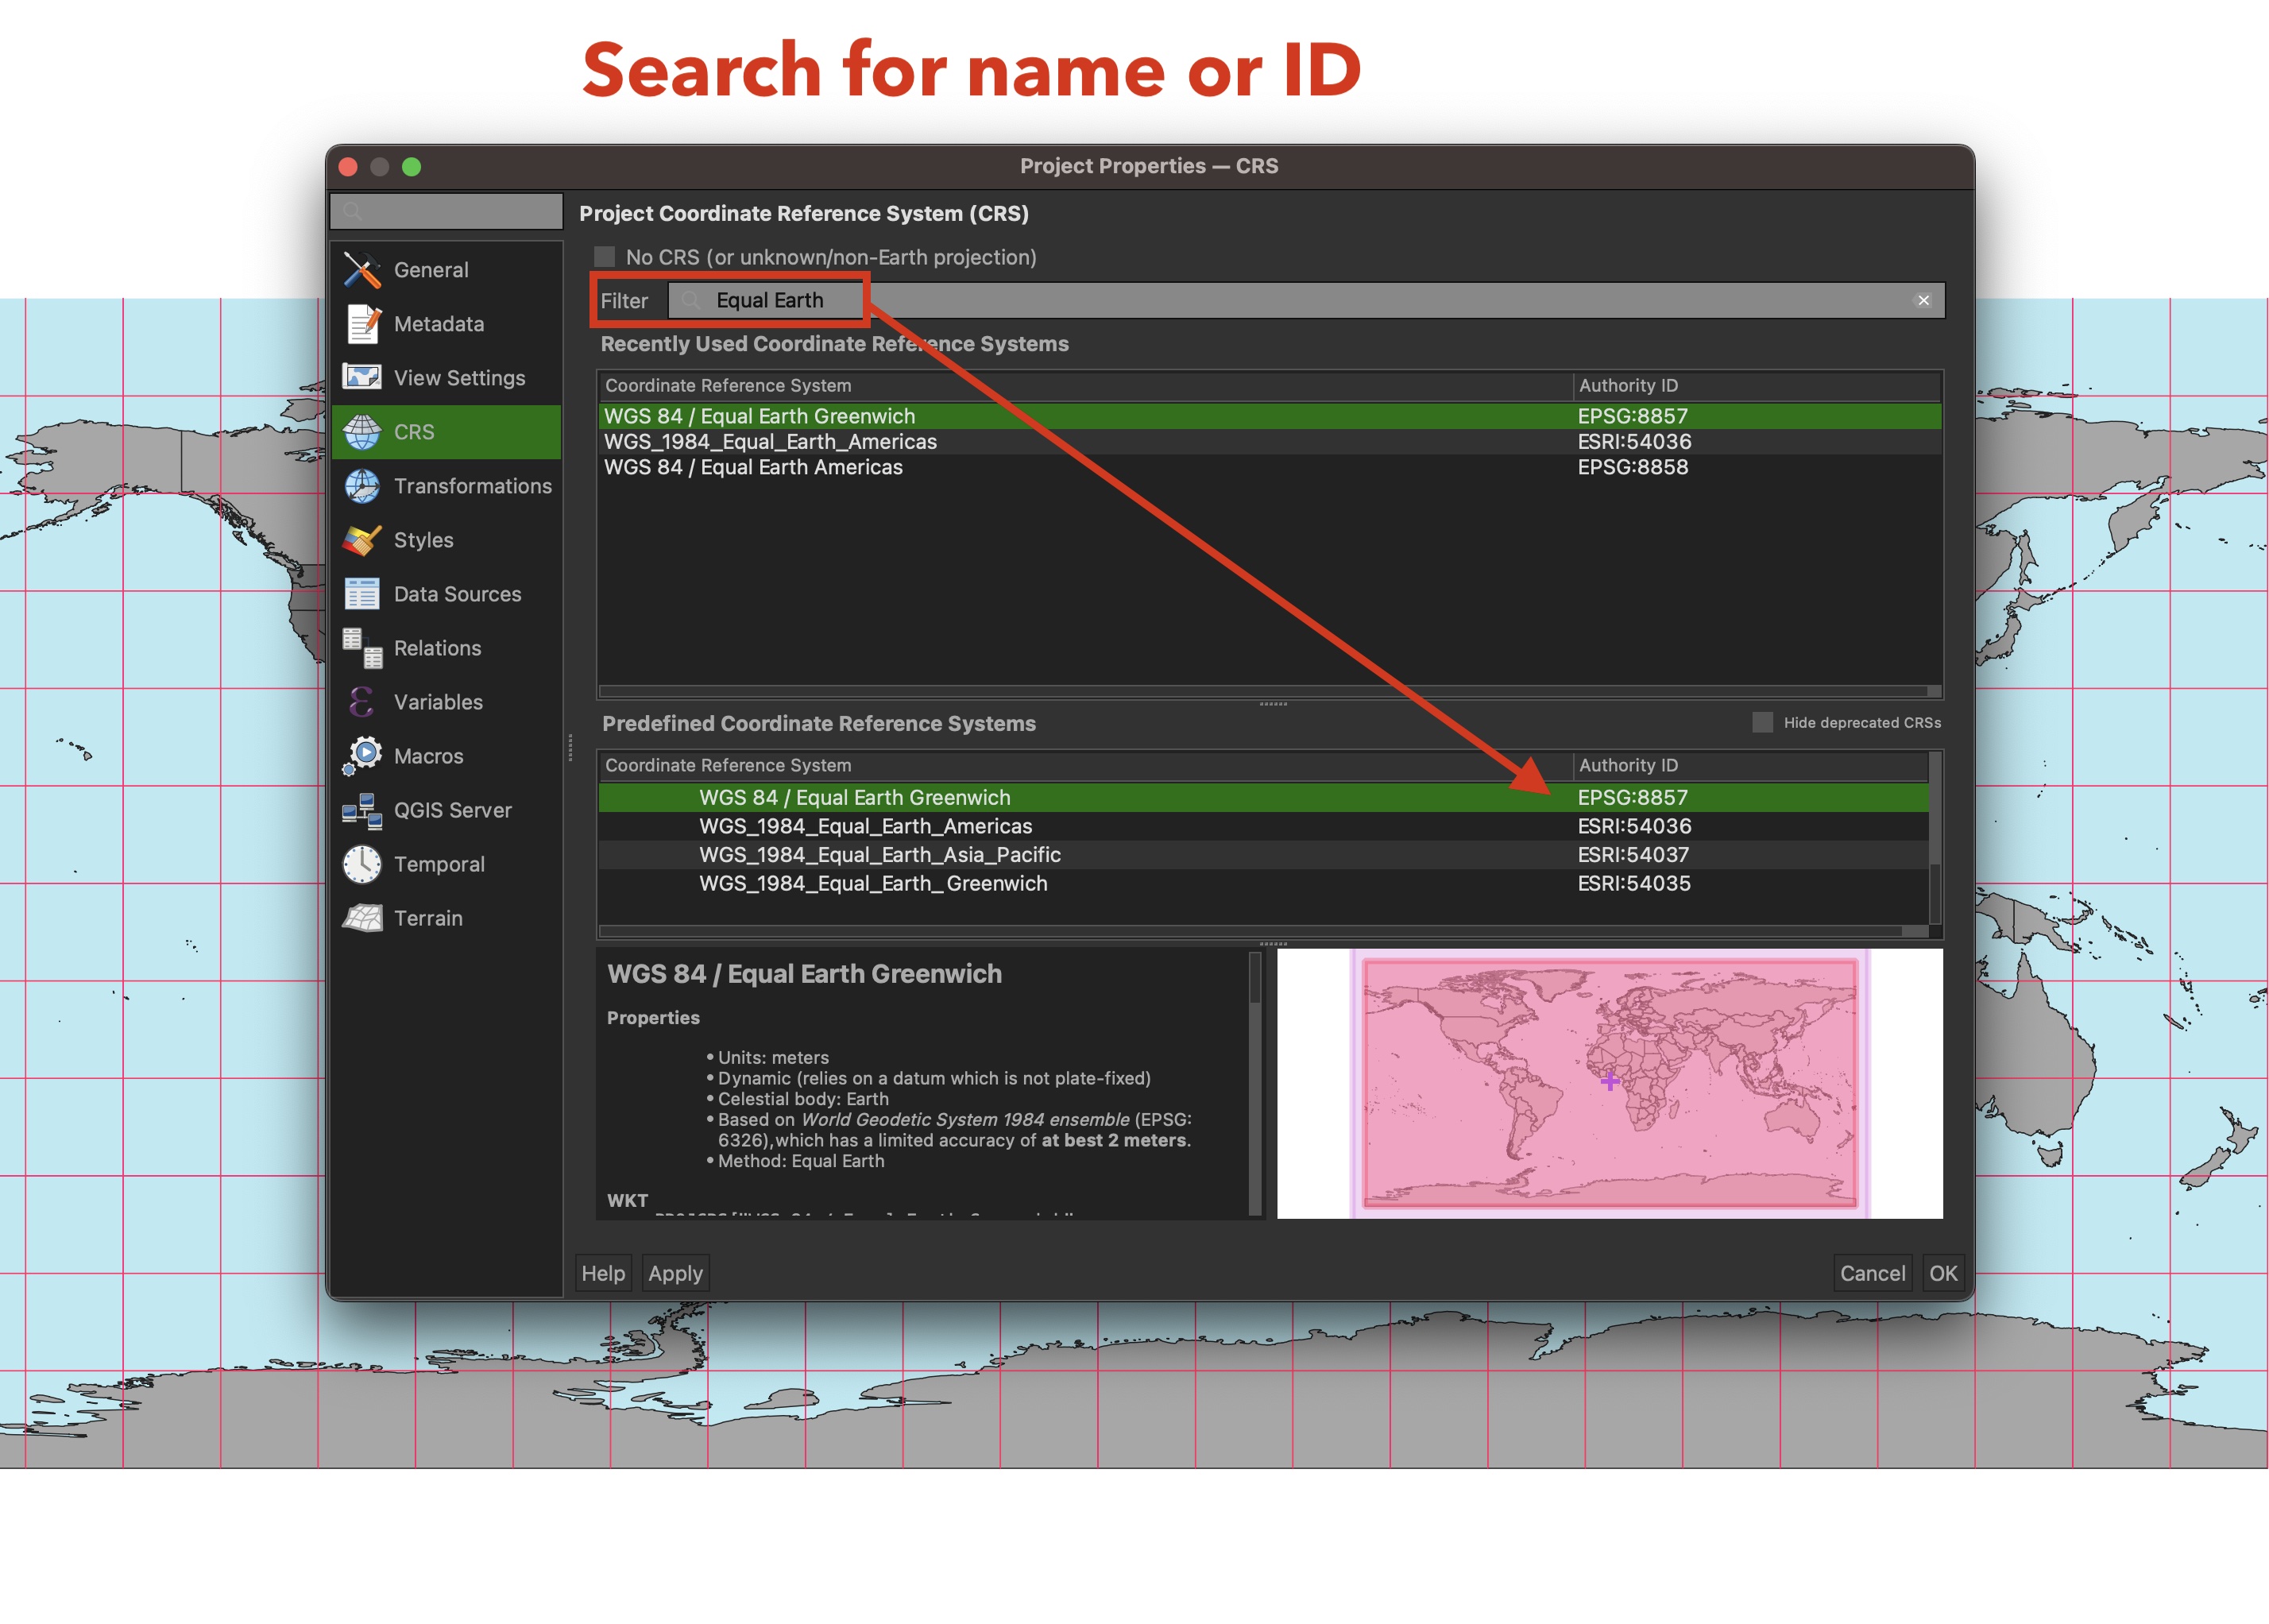 Search for name or ID
Project Properties — CRS
Project Coordinate Reference System (CRS)
No CRS (or unknown/non-Earth projection)
Filter Equal Earth
General
Metadata
View Settings
CRS
Transformations
Styles
Data Sources
Relations
Variables
Macros
QGIS Server
Temporal
Terrain
Recently Used Coordinate Reference Systems
Coordinate Reference System Authority ID
WGS 84 / Equal Earth Greenwich EPSG:8857
WGS_1984_Equal_Earth_Americas ESRI:54036
WGS 84 / Equal Earth Americas EPSG:8858
Predefined Coordinate Reference Systems Hide deprecated CRSs
Coordinate Reference System Authority ID
WGS 84 / Equal Earth Greenwich EPSG:8857
WGS_1984_Equal_Earth_Americas ESRI:54036
WGS_1984_Equal_Earth_Asia_Pacific ESRI:54037
WGS_1984_Equal_Earth_Greenwich ESRI:54035
WGS 84 / Equal Earth Greenwich
Properties
• Units: meters
• Dynamic (relies on a datum which is not plate-fixed)
• Celestial body: Earth
• Based on World Geodetic System 1984 ensemble (EPSG:
6326),which has a limited accuracy of at best 2 meters.
• Method: Equal Earth
WKT
Help Apply Cancel OK